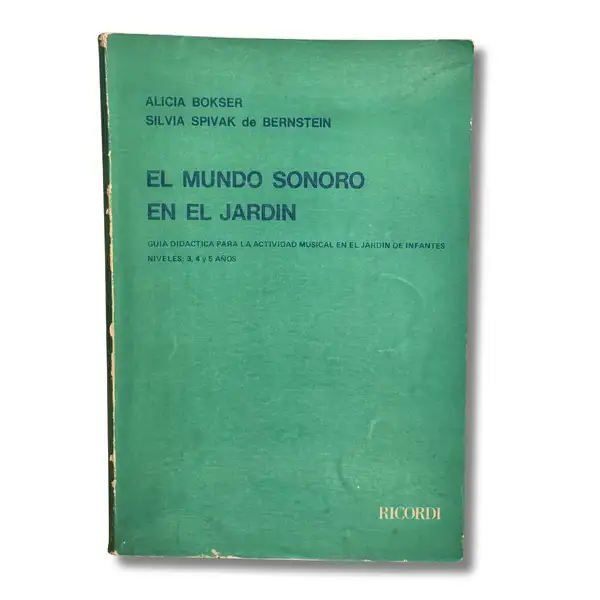 ALICIA BOKSER
SILVIA SPIVAK de BERNSTEIN
EL MUNDO SONORO
EN EL JARDIN
GUIA DIDACTICA PARA LA ACTIVIDAD MUSICAL EN EL JARDIN DE INFANTES
NIVELES: 3, 4 y 5 AÑOS
RICORDI